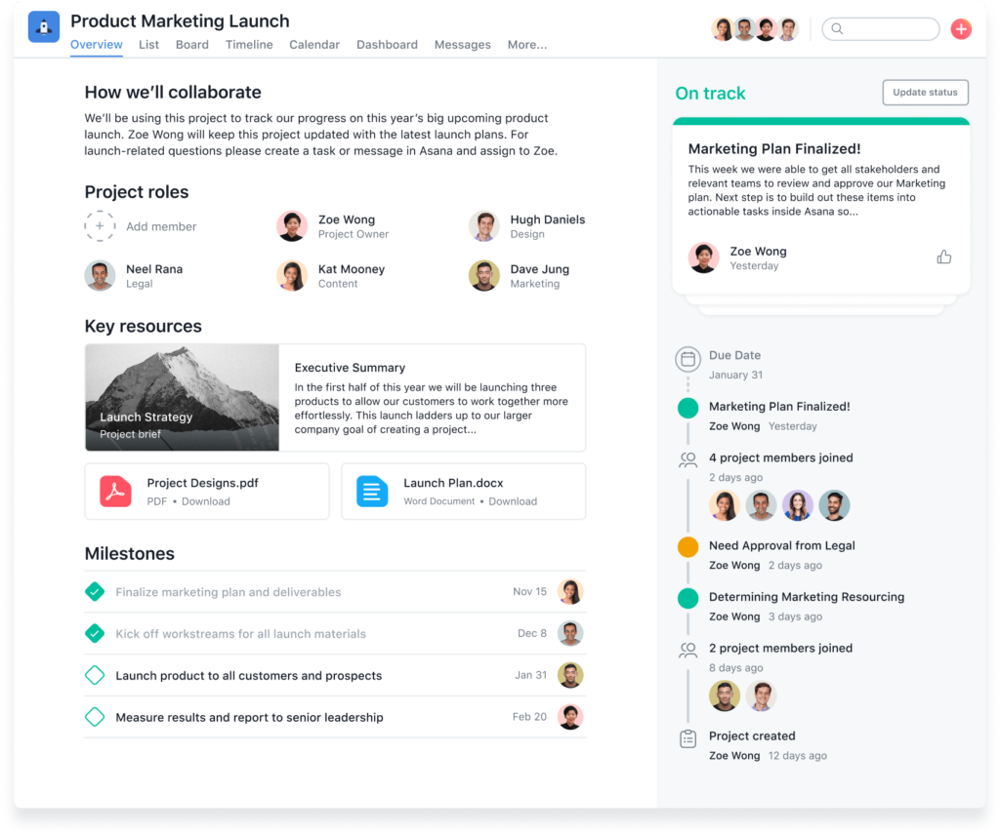 Product Marketing Launch
Overview List Board Timeline Calendar Dashboard Messages More...
How we’ll collaborate
We’ll be using this project to track our progress on this year’s big upcoming product
launch. Zoe Wong will keep this project updated with the latest launch plans. For
launch-related questions please create a task or message in Asana and assign to Zoe.
Project roles
Add member
Zoe Wong
Project Owner
Hugh Daniels
Design
Neel Rana
Legal
Kat Mooney
Content
Dave Jung
Marketing
Key resources
Launch Strategy
Project brief
Executive Summary
In the first half of this year we will be launching three
products to allow our customers to work together more
effortlessly. This launch ladders up to our larger
company goal of creating a project...
Project Designs.pdf
PDF • Download
Launch Plan.docx
Word Document • Download
Milestones
Finalize marketing plan and deliverables Nov 15
Kick off workstreams for all launch materials Dec 8
Launch product to all customers and prospects Jan 31
Measure results and report to senior leadership Feb 20
On track
Update status
Marketing Plan Finalized!
This week we were able to get all stakeholders and
relevant teams to review and approve our Marketing
plan. Next step is to build out these items into
actionable tasks inside Asana so...
Zoe Wong
Yesterday
Due Date
January 31
Marketing Plan Finalized!
Zoe Wong Yesterday
4 project members joined
2 days ago
Need Approval from Legal
Zoe Wong 2 days ago
Determining Marketing Resourcing
Zoe Wong 3 days ago
2 project members joined
8 days ago
Project created
Zoe Wong 12 days ago